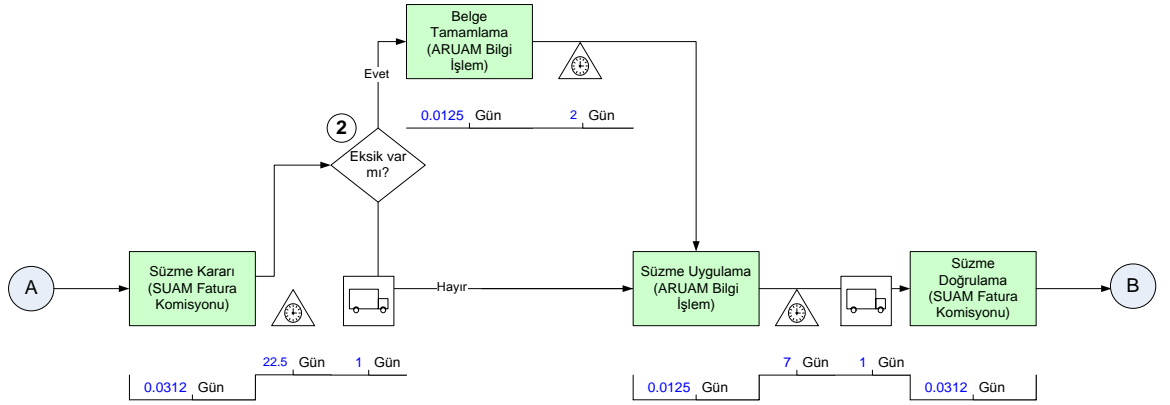 Belge
Tamamlama
(ARUAM Bilgi
İşlem)
Evet
0.0125 Gün 2 Gün
2
Eksik var
mı?
A
Süzme Kararı
(SUAM Fatura
Komisyonu)
Hayır
Süzme Uygulama
(ARUAM Bilgi
İşlem)
Süzme
Doğrulama
(SUAM Fatura
Komisyonu)
B
22.5 Gün 1 Gün
7 Gün 1 Gün
0.0312 Gün
0.0125 Gün
0.0312 Gün